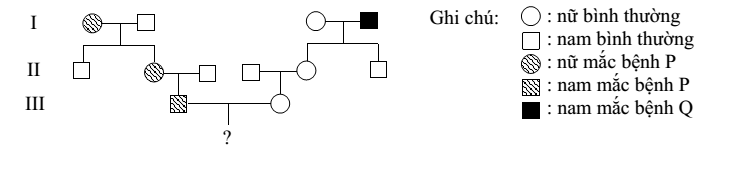 I
II
III
?
Ghi chú:
: nữ bình thường
: nam bình thường
: nữ mắc bệnh P
: nam mắc bệnh P
: nam mắc bệnh Q